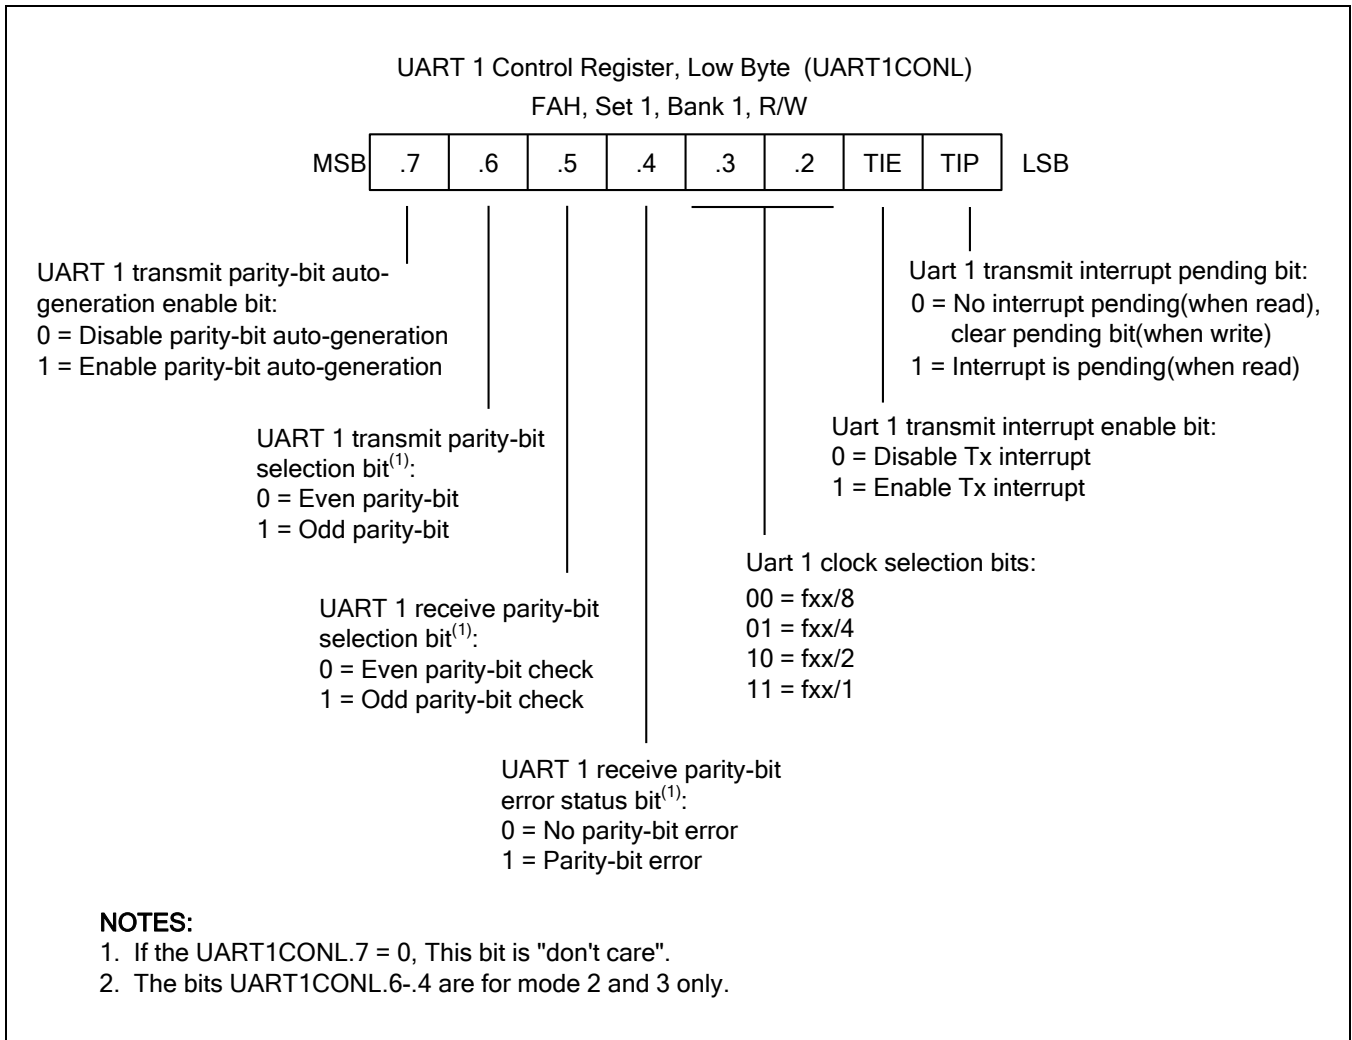 UART 1 Control Register, Low Byte (UART1CONL)
FAH, Set 1, Bank 1, R/W
MSB .7 .6 .5 .4 .3 .2 TIE TIP LSB
UART 1 transmit parity-bit auto-
generation enable bit:
0 = Disable parity-bit auto-generation
1 = Enable parity-bit auto-generation
Uart 1 transmit interrupt pending bit:
0 = No interrupt pending(when read),
clear pending bit(when write)
1 = Interrupt is pending(when read)
UART 1 transmit parity-bit
selection bit(1):
0 = Even parity-bit
1 = Odd parity-bit
Uart 1 transmit interrupt enable bit:
0 = Disable Tx interrupt
1 = Enable Tx interrupt
UART 1 receive parity-bit
selection bit(1):
0 = Even parity-bit check
1 = Odd parity-bit check
Uart 1 clock selection bits:
00 = fxx/8
01 = fxx/4
10 = fxx/2
11 = fxx/1
UART 1 receive parity-bit
error status bit(1):
0 = No parity-bit error
1 = Parity-bit error
NOTES:
1. If the UART1CONL.7 = 0, This bit is "don't care".
2. The bits UART1CONL.6-.4 are for mode 2 and 3 only.